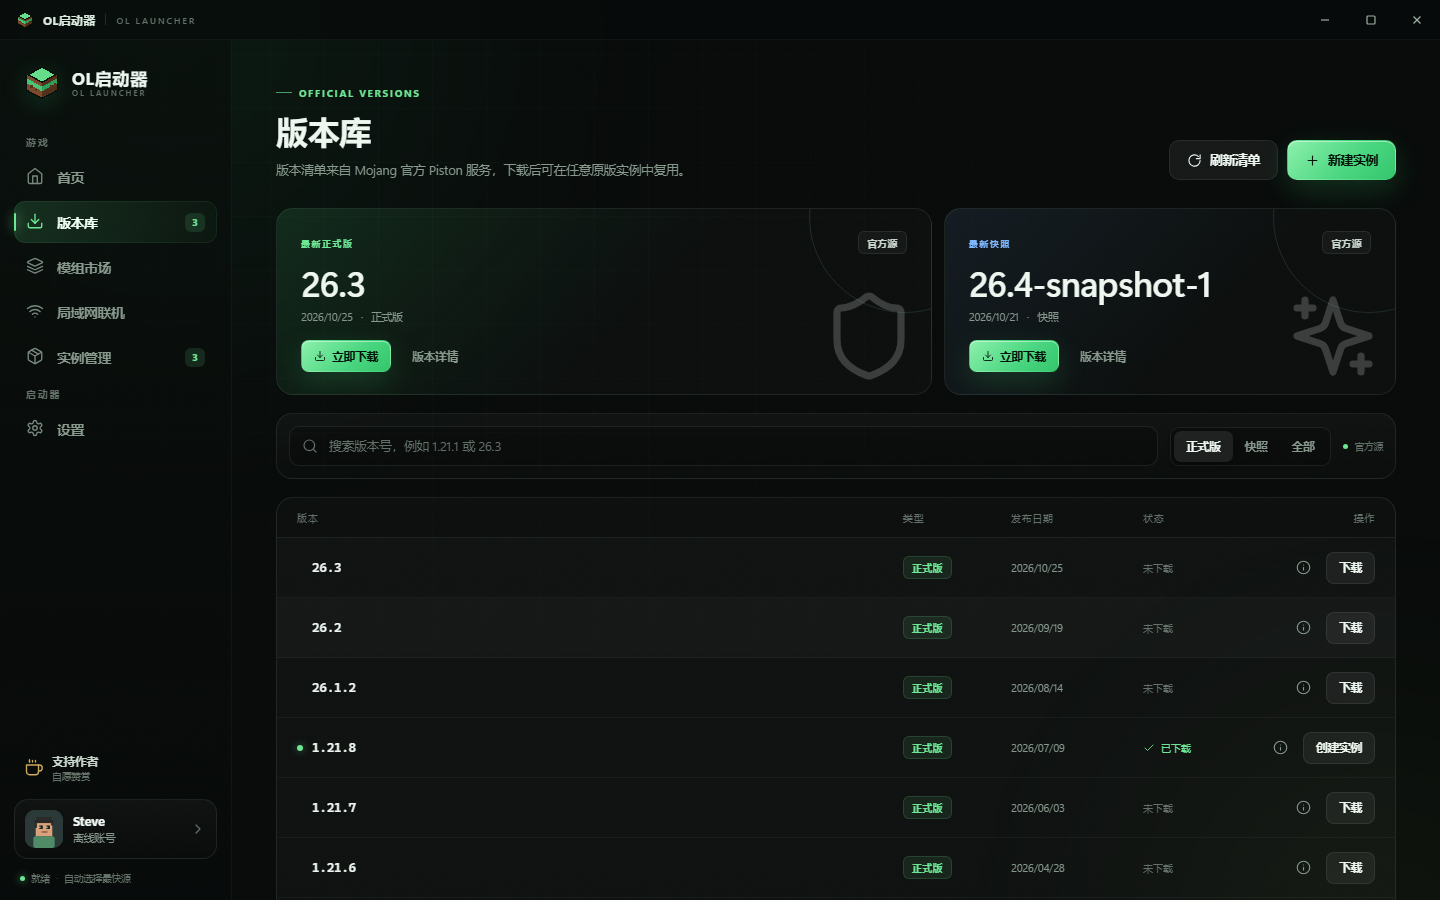 OL启动器 OL LAUNCHER
OL启动器
OL LAUNCHER
游戏
首页
版本库 3
模组市场
局域网联机
实例管理 3
启动器
设置
支持作者
自愿赞赏
Steve
离线账号
就绪 · 自动选择最快源
OFFICIAL VERSIONS
版本库
版本清单来自 Mojang 官方 Piston 服务，下载后可在任意原版实例中复用。
刷新清单
新建实例
最新正式版
官方源
26.3
2026/10/25 · 正式版
立即下载 版本详情
最新快照
官方源
26.4-snapshot-1
2026/10/21 · 快照
立即下载 版本详情
搜索版本号，例如 1.21.1 或 26.3
正式版 快照 全部 官方源
版本 类型 发布日期 状态 操作
26.3 正式版 2026/10/25 未下载 下载
26.2 正式版 2026/09/19 未下载 下载
26.1.2 正式版 2026/08/14 未下载 下载
1.21.8 正式版 2026/07/09 已下载 创建实例
1.21.7 正式版 2026/06/03 未下载 下载
1.21.6 正式版 2026/04/28 未下载 下载